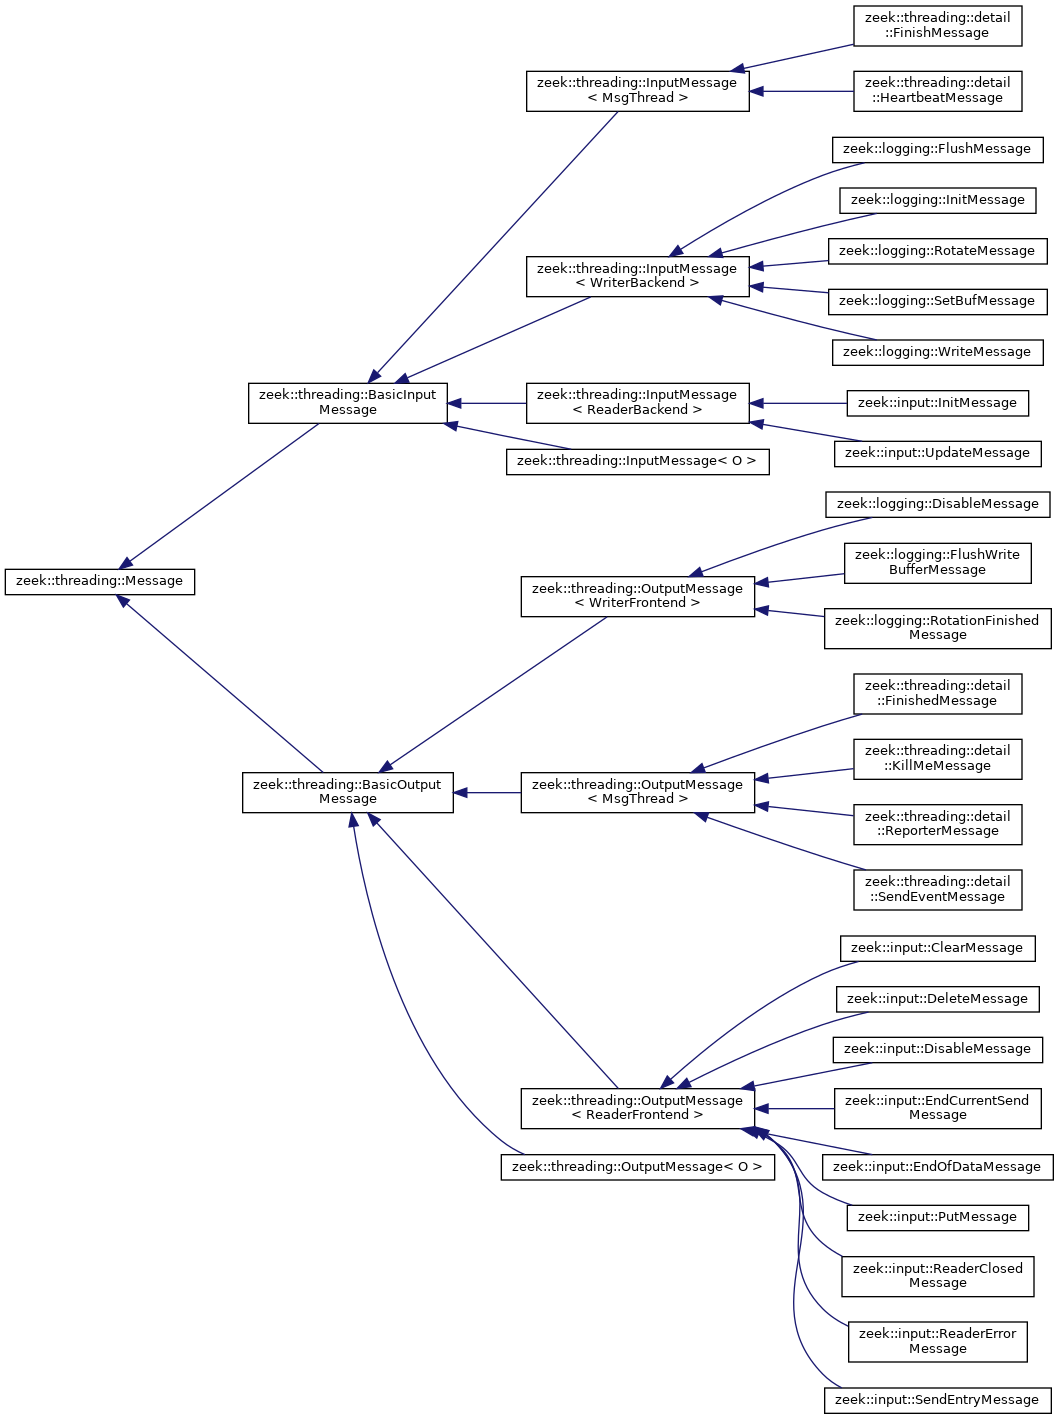 zeek::threading::detail
::FinishMessage
zeek::threading::InputMessage
< MsgThread >
zeek::threading::detail
::HeartbeatMessage
zeek::logging::FlushMessage
zeek::logging::InitMessage
zeek::logging::RotateMessage
zeek::threading::InputMessage
< WriterBackend >
zeek::logging::SetBufMessage
zeek::logging::WriteMessage
zeek::threading::BasicInput
Message
zeek::threading::InputMessage
< ReaderBackend >
zeek::input::InitMessage
zeek::input::UpdateMessage
zeek::threading::InputMessage< O >
zeek::logging::DisableMessage
zeek::logging::FlushWrite
BufferMessage
zeek::threading::Message
zeek::threading::OutputMessage
< WriterFrontend >
zeek::logging::RotationFinished
Message
zeek::threading::detail
::FinishedMessage
zeek::threading::detail
::KillMeMessage
zeek::threading::BasicOutput
Message
zeek::threading::OutputMessage
< MsgThread >
zeek::threading::detail
::ReporterMessage
zeek::threading::detail
::SendEventMessage
zeek::input::ClearMessage
zeek::input::DeleteMessage
zeek::input::DisableMessage
zeek::threading::OutputMessage
< ReaderFrontend >
zeek::input::EndCurrentSend
Message
zeek::threading::OutputMessage< O >
zeek::input::EndOfDataMessage
zeek::input::PutMessage
zeek::input::ReaderClosed
Message
zeek::input::ReaderError
Message
zeek::input::SendEntryMessage